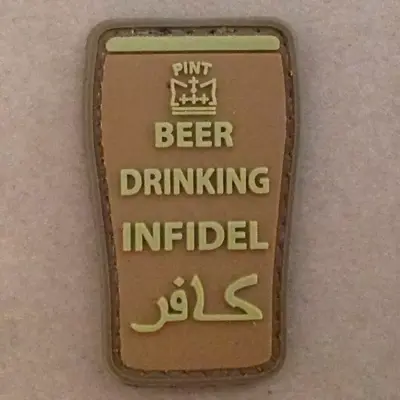 PINT
BEER
DRINKING
INFIDEL
كافر